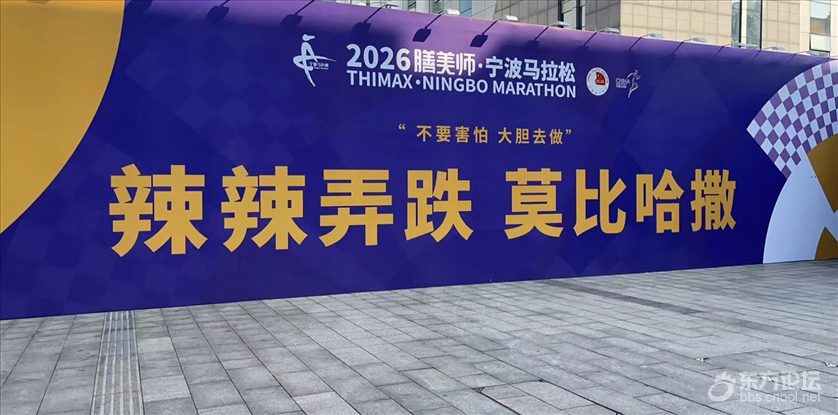 2026膳美师·宁波马拉松
THIMAX·NINGBO MARATHON
“不要害怕 大胆去做”
辣辣弄跌 莫比哈撒
东方论坛
bbs.cnool.net